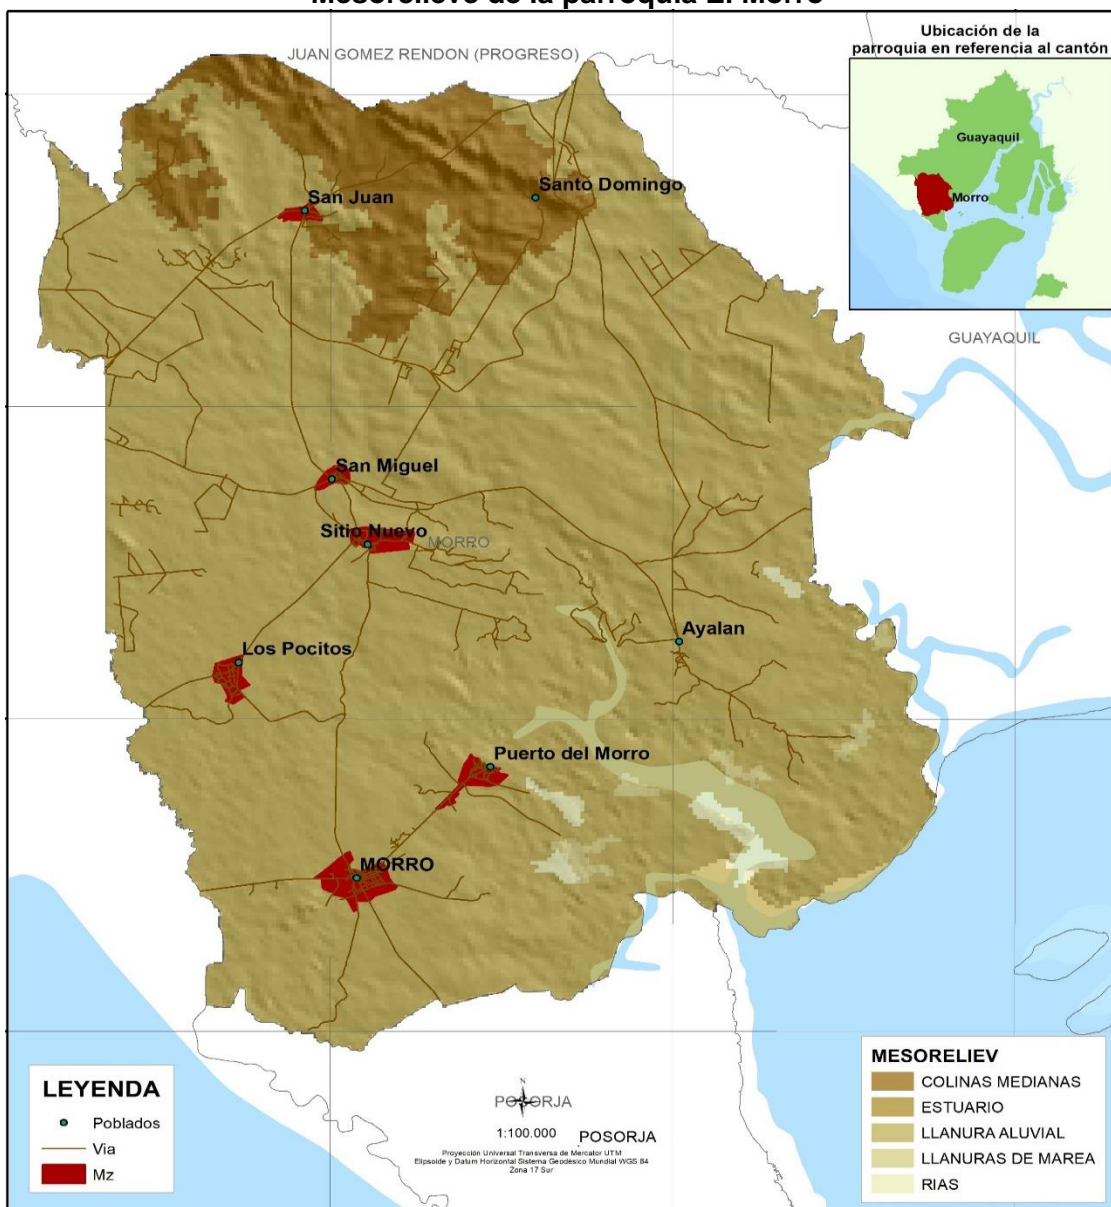 Mesorelieve de la parroquia El Morro
JUAN GOMEZ RENDON (PROGRESO)
Ubicación de la
parroquia en referencia al cantón
Guayaquil
Morro
San Juan
Santo Domingo
GUAYAQUIL
San Miguel
Sitio Nuevo
MORRO
Ayalan
Los Pocitos
Puerto del Morro
MORRO
LEYENDA
Poblados
Via
Mz
N
POSORJA
1:100.000
POSORJA
Proyección Universal Transversa de Mercator UTM
Elipsoide y Datum Horizontal Sistema Geodésico Mundial WGS 84
Zona 17 Sur
MESORELIEV
COLINAS MEDIANAS
ESTUARIO
LLANURA ALUVIAL
LLANURAS DE MAREA
RIAS